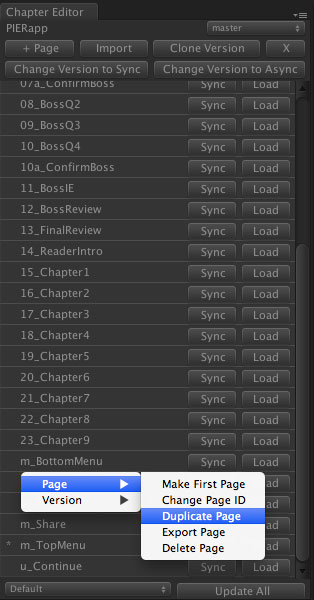 Chapter Editor
PIERapp master
+ Page Import Clone Version X
Change Version to Sync Change Version to Async
07a_ConfirmBoss Sync Load
08_BossQ2 Sync Load
09_BossQ3 Sync Load
10_BossQ4 Sync Load
10a_ConfirmBoss Sync Load
11_BossIE Sync Load
12_BossReview Sync Load
13_FinalReview Sync Load
14_ReaderIntro Sync Load
15_Chapter1 Sync Load
16_Chapter2 Sync Load
17_Chapter3 Sync Load
18_Chapter4 Sync Load
19_Chapter5 Sync Load
20_Chapter6 Sync Load
21_Chapter7 Sync Load
22_Chapter8 Sync Load
23_Chapter9 Sync Load
m_BottomMenu Sync Load
Page Make First Page
Version Change Page ID
m_Share Duplicate Page
Export Page
* m_TopMenu Delete Page
u_Continue Sync Load
Default Update All